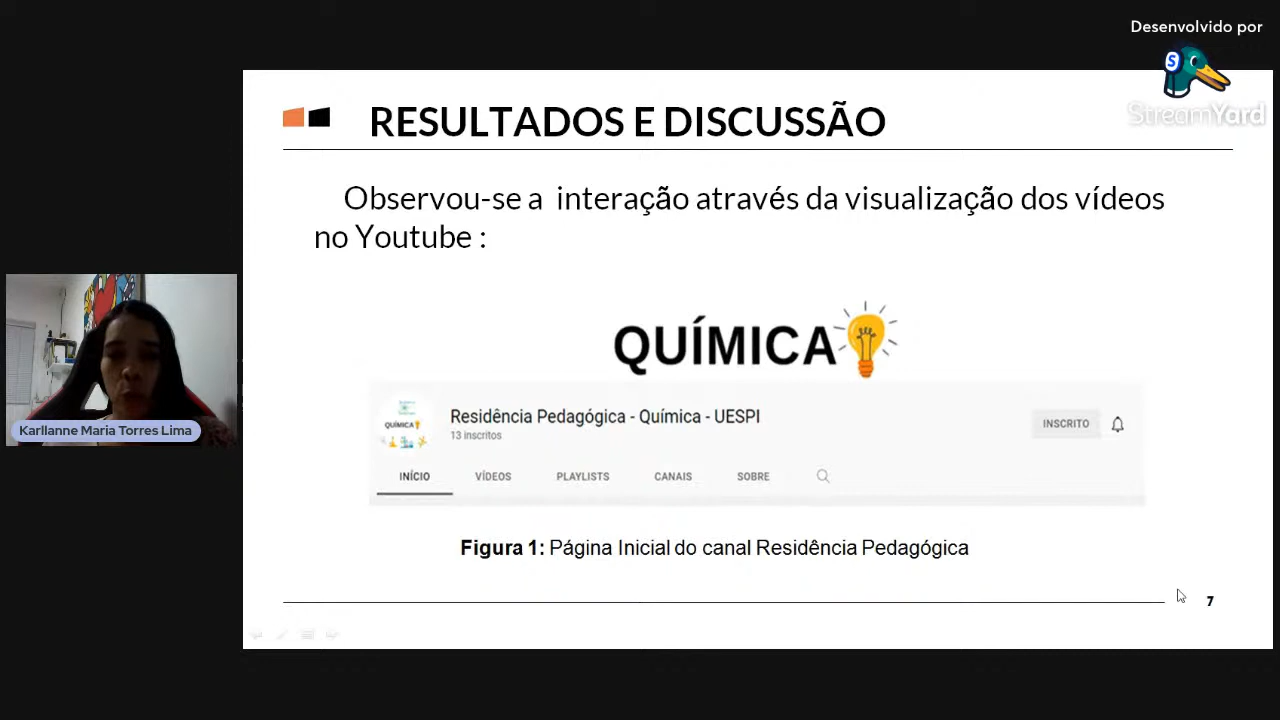 Desenvolvido por
StreamYard
RESULTADOS E DISCUSSÃO
Observou-se a interação através da visualização dos vídeos
no Youtube :
QUÍMICA
QUÍMICA
Residência Pedagógica - Química - UESPI
13 inscritos
INSCRITO
INÍCIO VÍDEOS PLAYLISTS CANAIS SOBRE
Figura 1: Página Inicial do canal Residência Pedagógica
7
Karllanne Maria Torres Lima